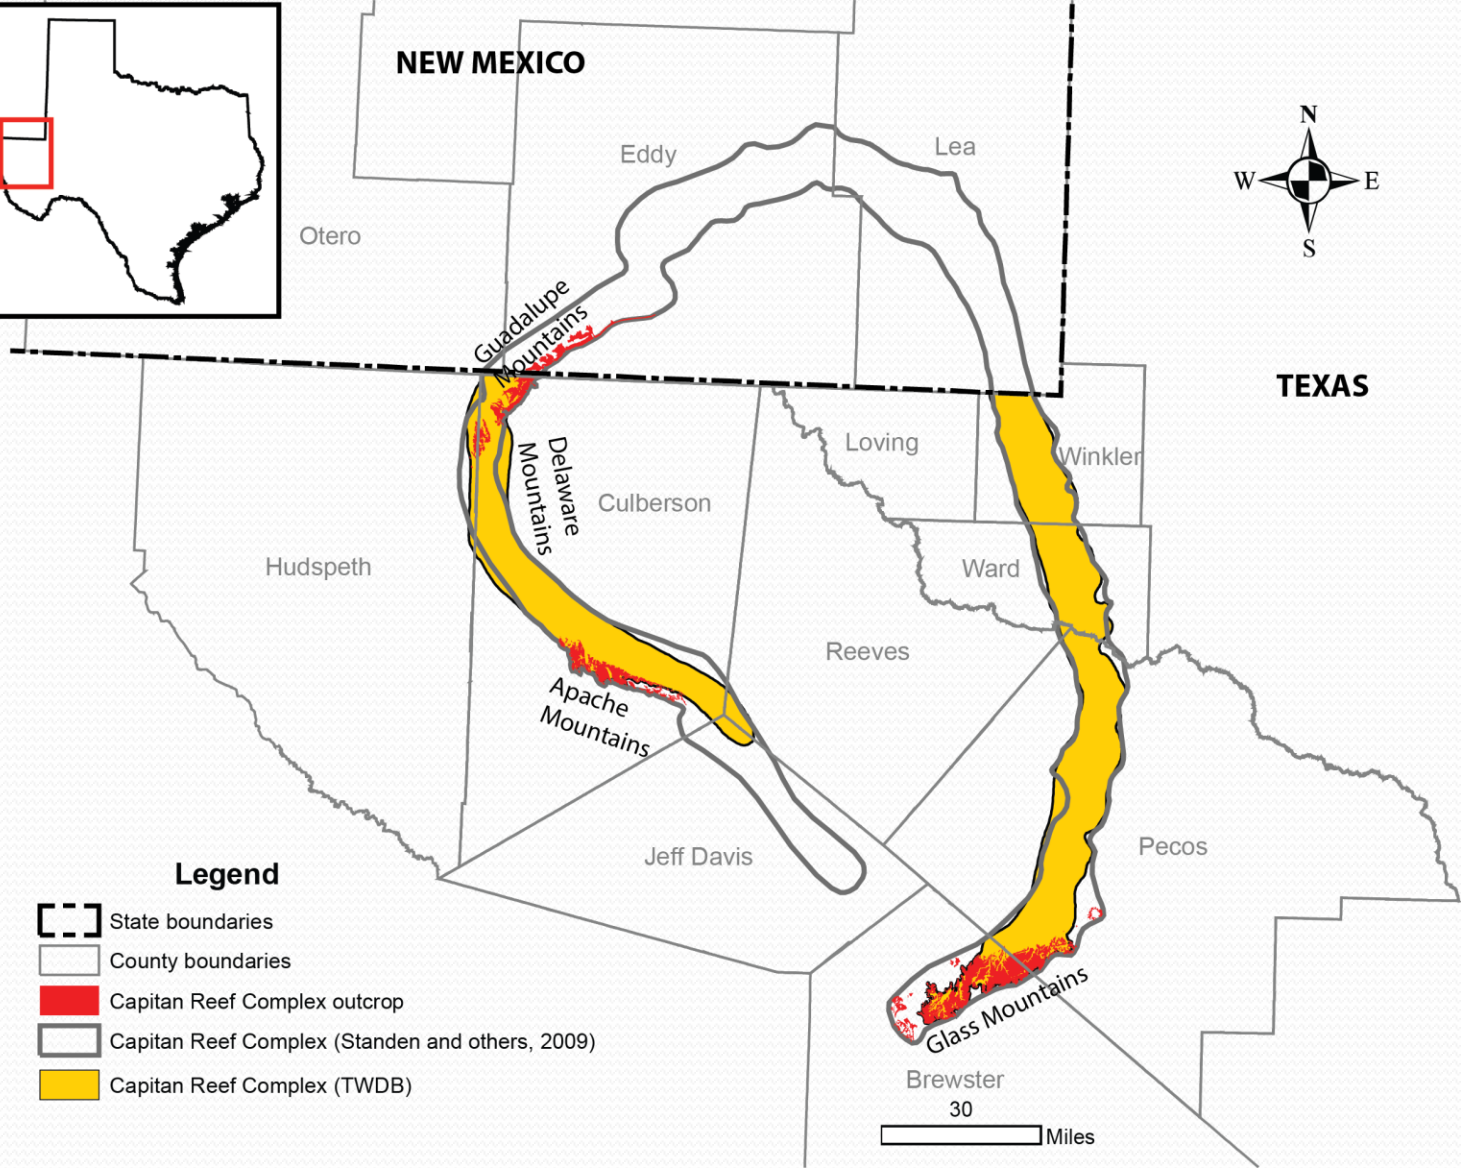 NEW MEXICO
N
W
E
S
Eddy
Lea
Otero
Guadalupe
Mountains
TEXAS
Loving
Winkler
Delaware
Mountains
Culberson
Hudspeth
Ward
Reeves
Apache
Mountains
Pecos
Jeff Davis
Glass Mountains
Brewster
30
Miles
Legend
State boundaries
County boundaries
Capitan Reef Complex outcrop
Capitan Reef Complex (Standen and others, 2009)
Capitan Reef Complex (TWDB)